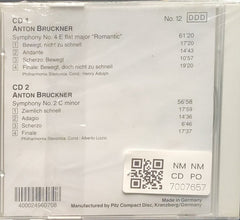 CD 1 No. 12 DDD
ANTON BRUCKNER
Symphony No. 4 E flat major "Romantic" 61'20
1 Bewegt, nicht zu schnell 17'20
2 Andante 14'43
3 Scherzo: Bewegt 10'57
4 Finale: Bewegt, doch nicht zu schnell 19'20
Philharmonia Slavonica, Cond.: Henry Adolph
CD 2
ANTON BRUCKNER
Symphony No. 2 C minor 56'58
1 Ziemlich schnell 17'59
2 Adagio 14'36
3 Scherzo 6'46
4 Finale 17'37
Philharmonia Slavonica, Cond.: Alberto Lizzio
NM NM
CD PO
7007657
Made in Germany
400024960708
Manufactured by Pilz Compact Disc, Kranzberg/Germany